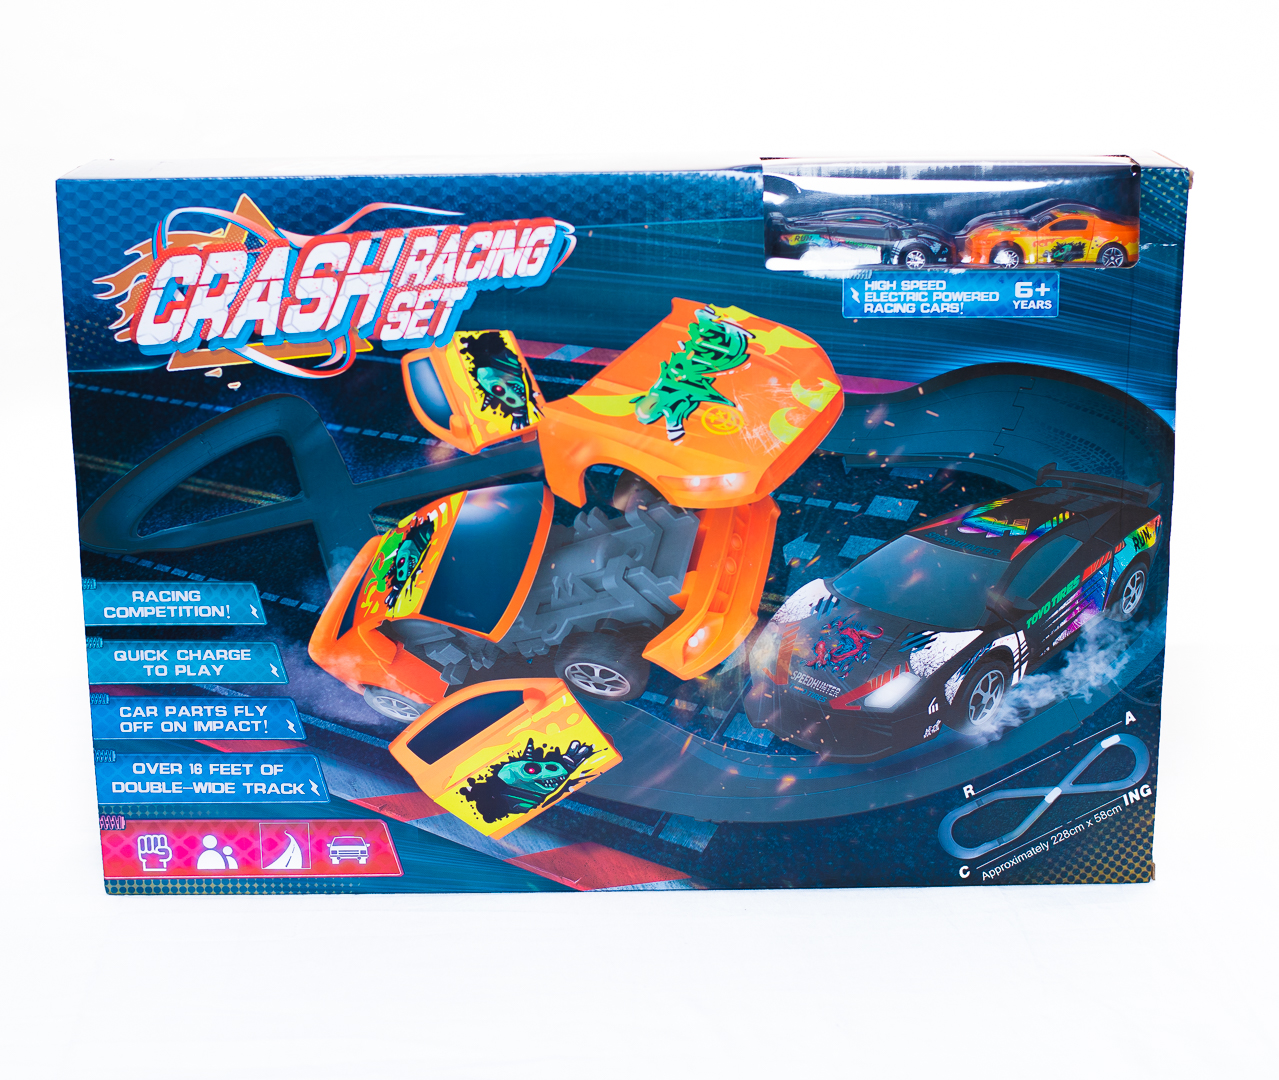 CRASH RACING
SET
HIGH SPEED
ELECTRIC POWERED
RACING CARS!
6+
YEARS
RACING
COMPETITION!
QUICK CHARGE
TO PLAY
CAR PARTS FLY
OFF ON IMPACT!
OVER 16 FEET OF
DOUBLE-WIDE TRACK
TOYO TIRES
RUN
SPEEDHUNTER
R
A
C
ING
Approximately 228cm x 58cm